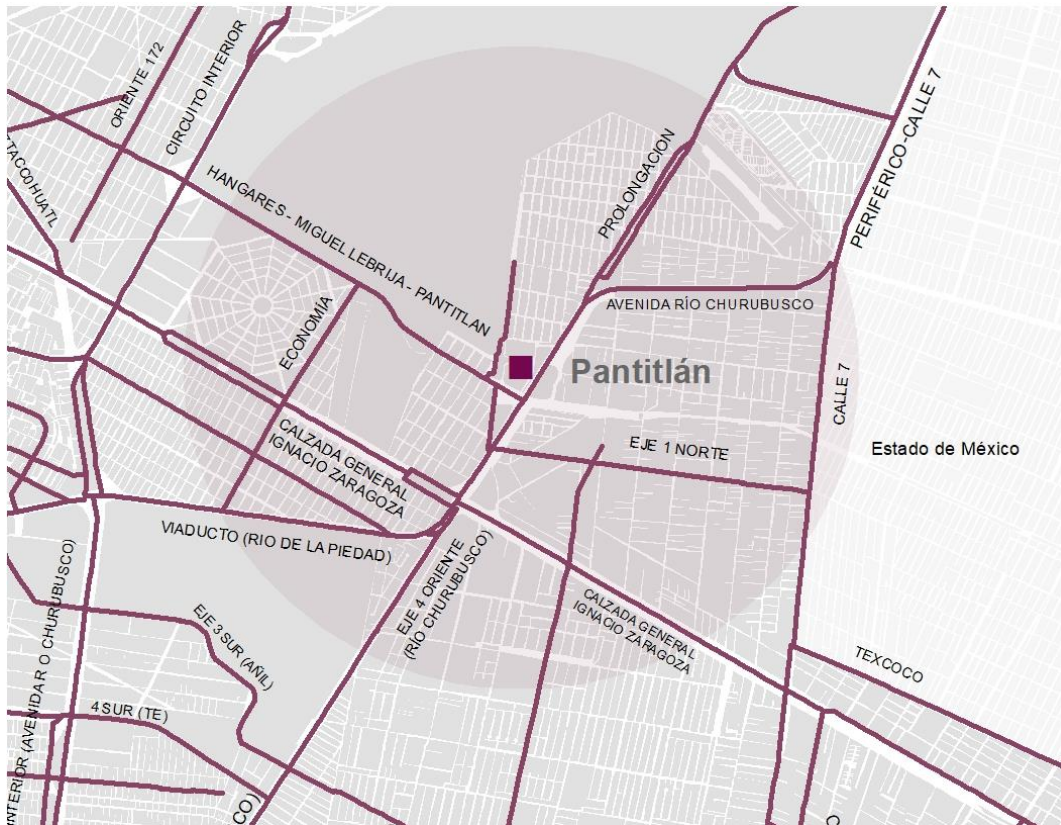 ORIENTE 172
CIRCUITO INTERIOR
ZTACCOHUATL
HANGARES - MIGUEL LEBRIJA - PANTITLAN
PROLONGACION
PERIFÉRICO-CALLE 7
AVENIDA RÍO CHURUBUSCO
ECONOMÍA
Pantitlán
CALLE 7
CALZADA GENERAL
IGNACIO ZARAGOZA
EJE 1 NORTE
Estado de México
VIADUCTO (RIO DE LA PIEDAD)
EJE 4 ORIENTE
(RÍO CHURUBUSCO)
CALZADA GENERAL
IGNACIO ZARAGOZA
EJE 3 SUR (AÑIL)
TEXCOCO
4 SUR (TE)
INTERIOR (AVENIDA R O CHURUBUSCO)
CO)
O